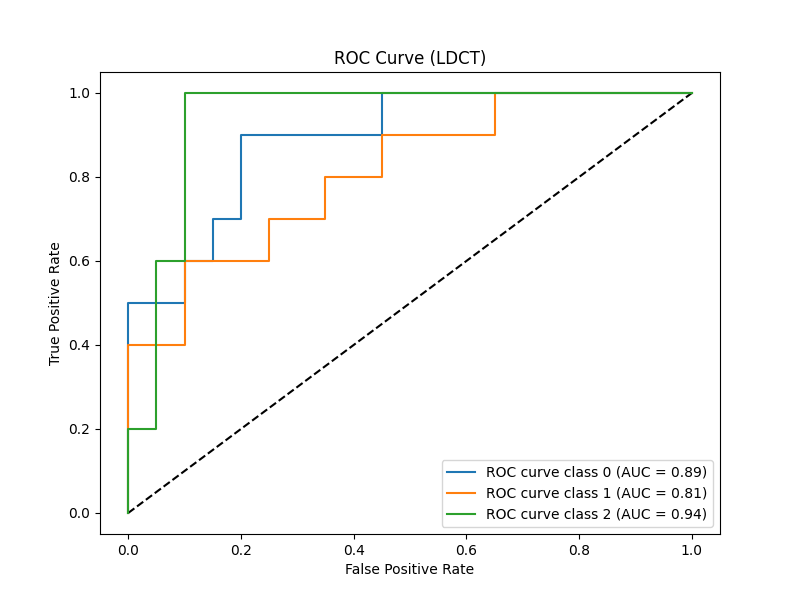 ROC Curve (LDCT)
True Positive Rate
1.0
0.8
0.6
0.4
0.2
0.0
0.0 0.2 0.4 0.6 0.8 1.0
False Positive Rate
ROC curve class 0 (AUC = 0.89)
ROC curve class 1 (AUC = 0.81)
ROC curve class 2 (AUC = 0.94)